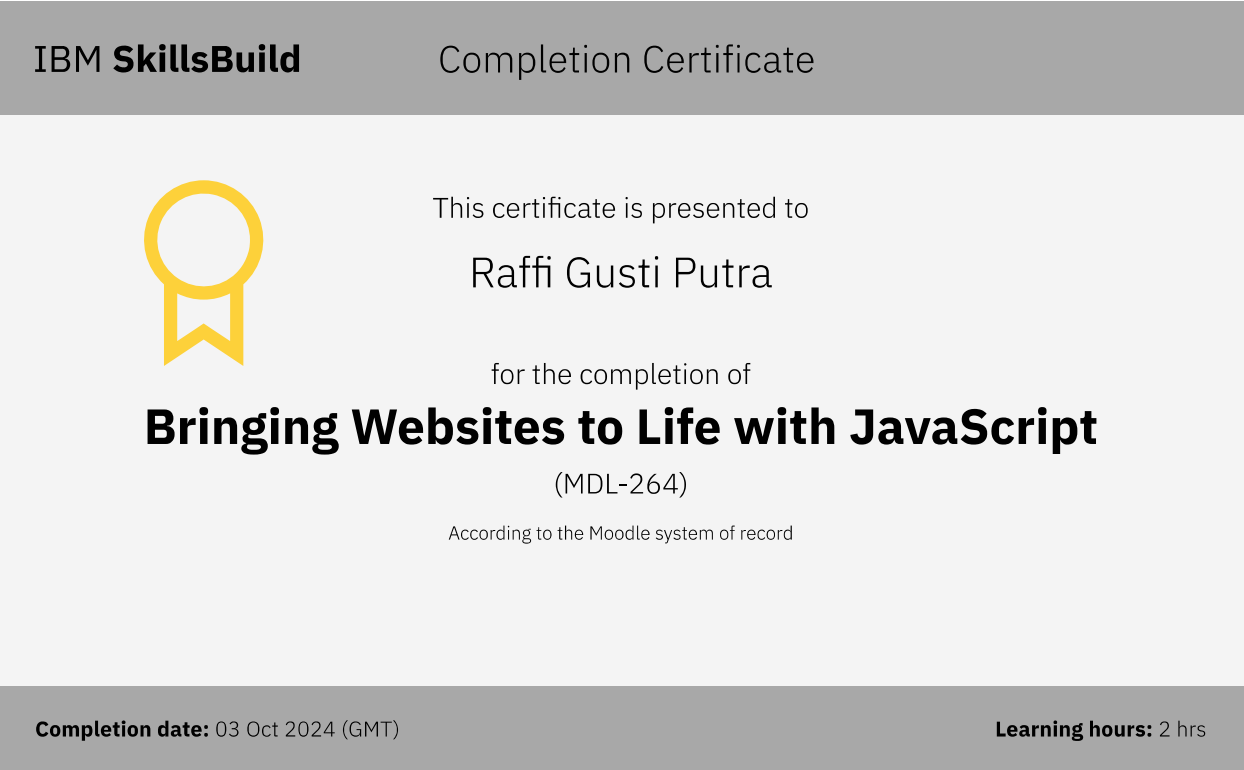 IBM SkillsBuild
Completion Certificate
This certificate is presented to
Raffi Gusti Putra
for the completion of
Bringing Websites to Life with JavaScript
(MDL-264)
According to the Moodle system of record
Completion date: 03 Oct 2024 (GMT)
Learning hours: 2 hrs